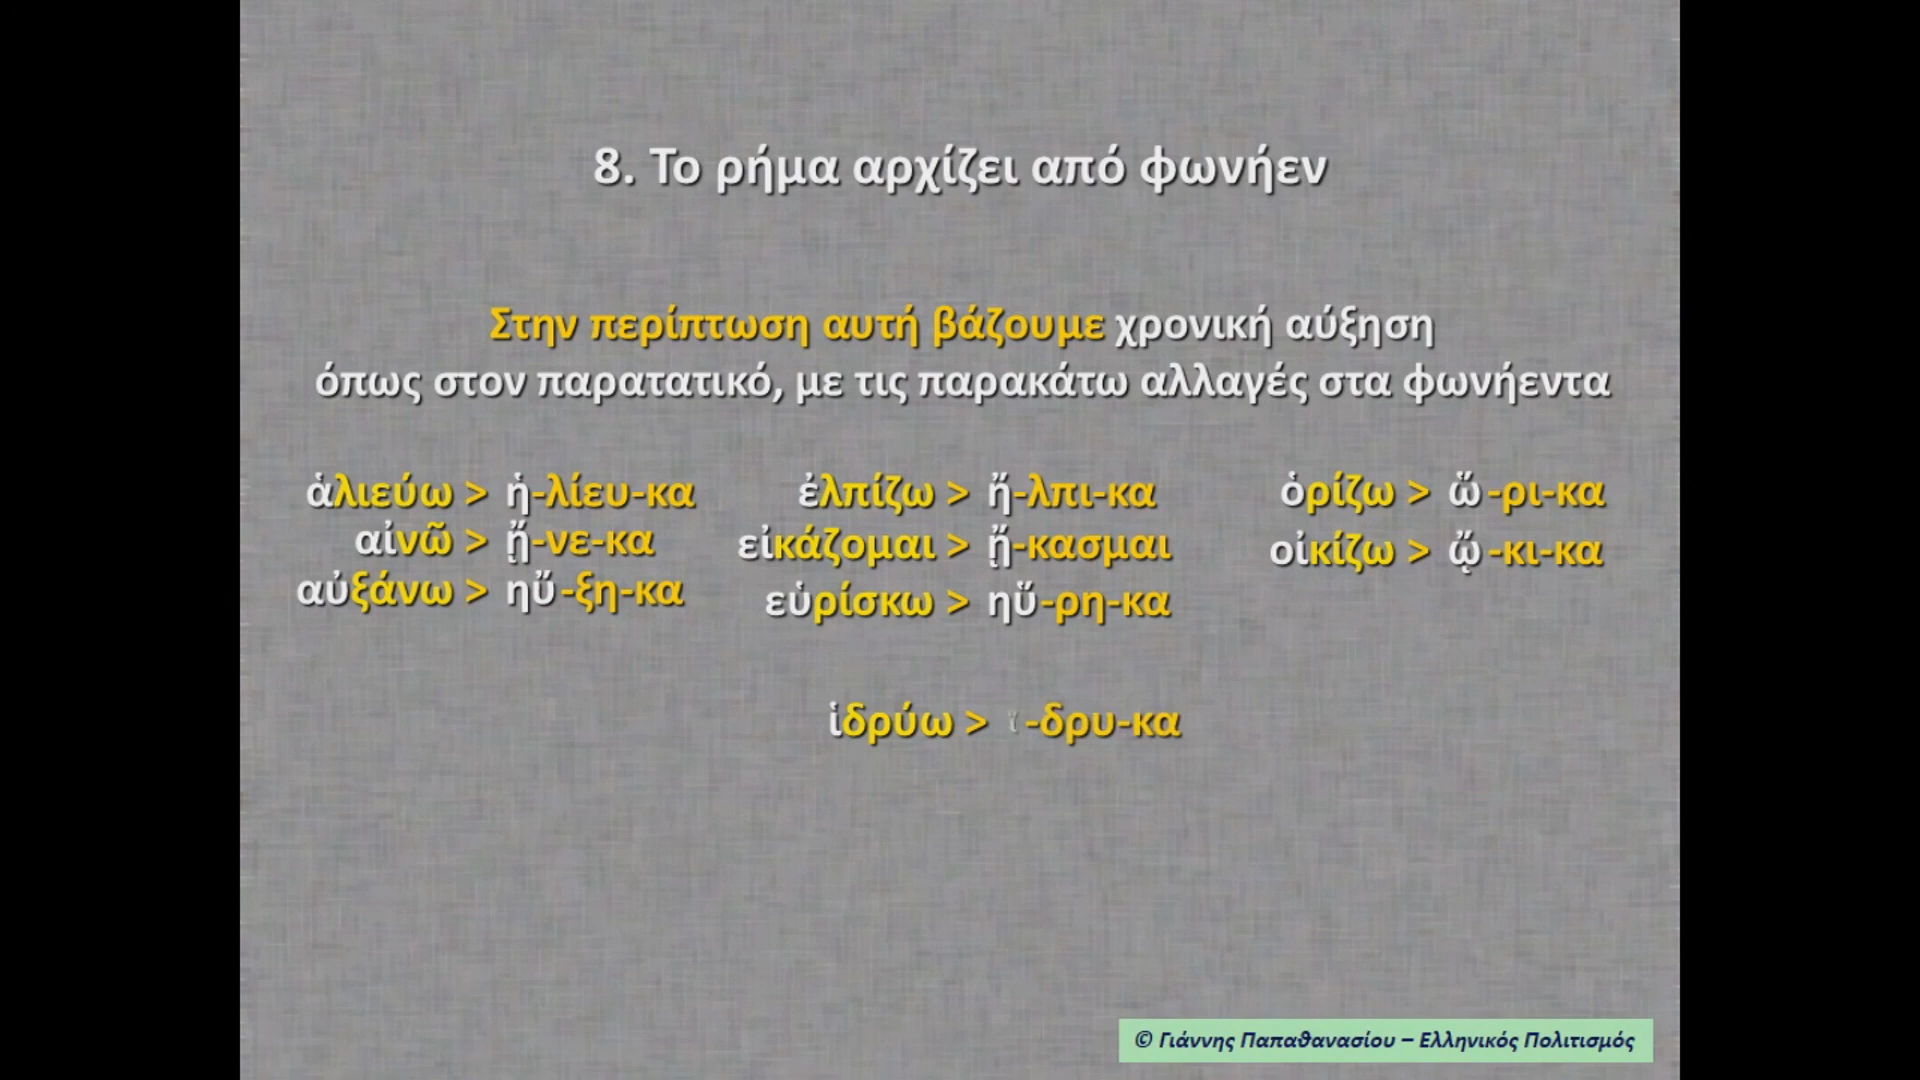 8. Το ρήμα αρχίζει από φωνήεν
Στην περίπτωση αυτή βάζουμε χρονική αύξηση
όπως στον παρατατικό, με τις παρακάτω αλλαγές στα φωνήεντα
ἁλιεύω > ἡ-λίευ-κα
αἰνῶ > ᾔ-νε-κα
αὐξάνω > ηὔ-ξη-κα
ἐλπίζω > ἤ-λπι-κα
εἰκάζομαι > ᾔ-κασμαι
εὑρίσκω > ηὕ-ρη-κα
ὁρίζω > ὥ-ρι-κα
οἰκίζω > ᾤ-κι-κα
ἱδρύω > ἵ-δρυ-κα
© Γιάννης Παπαθανασίου – Ελληνικός Πολιτισμός